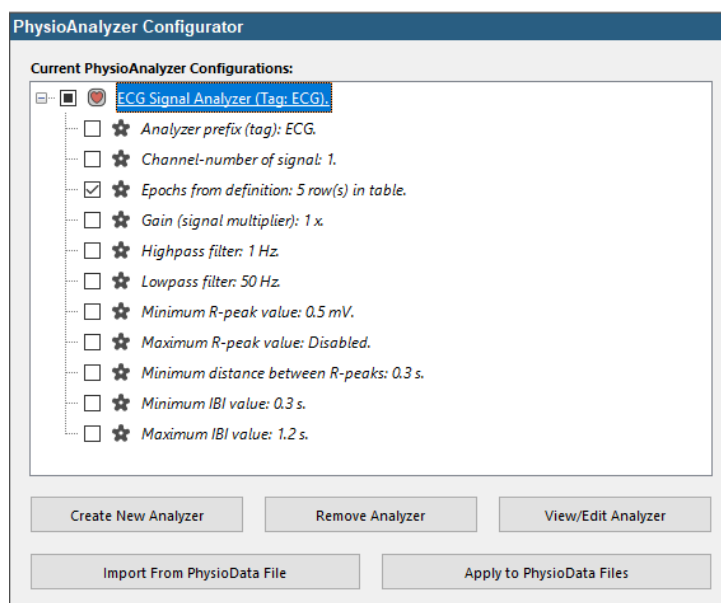 PhysioAnalyzer Configurator
Current PhysioAnalyzer Configurations:
ECG Signal Analyzer (Tag: ECG).
Analyzer prefix (tag): ECG.
Channel-number of signal: 1.
Epochs from definition: 5 row(s) in table.
Gain (signal multiplier): 1 x.
Highpass filter: 1 Hz.
Lowpass filter: 50 Hz.
Minimum R-peak value: 0.5 mV.
Maximum R-peak value: Disabled.
Minimum distance between R-peaks: 0.3 s.
Minimum IBI value: 0.3 s.
Maximum IBI value: 1.2 s.
Create New Analyzer
Remove Analyzer
View/Edit Analyzer
Import From PhysioData File
Apply to PhysioData Files